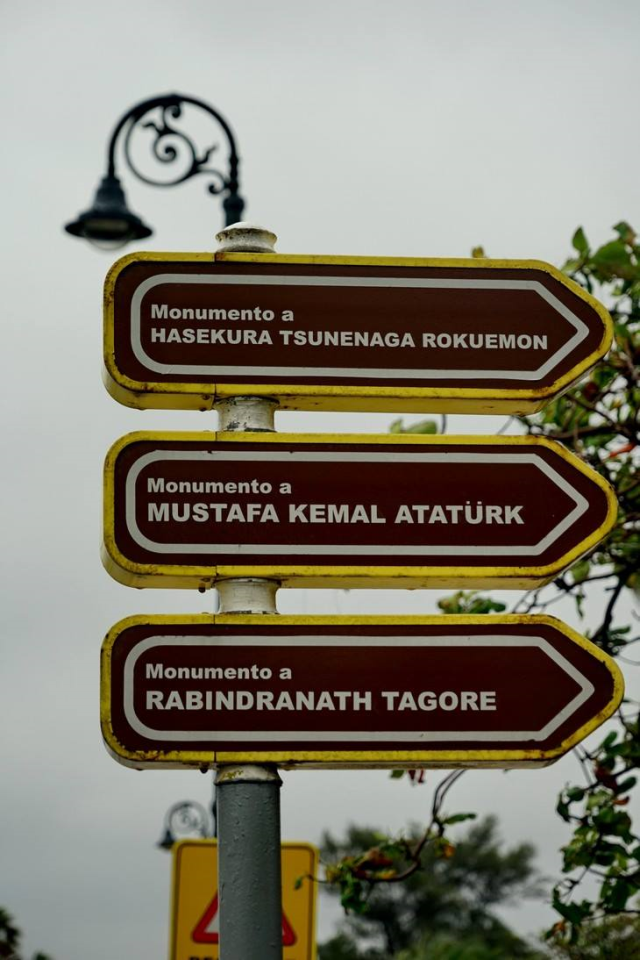 Monumento a
HASEKURA TSUNENAGA ROKUEMON
Monumento a
MUSTAFA KEMAL ATATÜRK
Monumento a
RABINDRANATH TAGORE